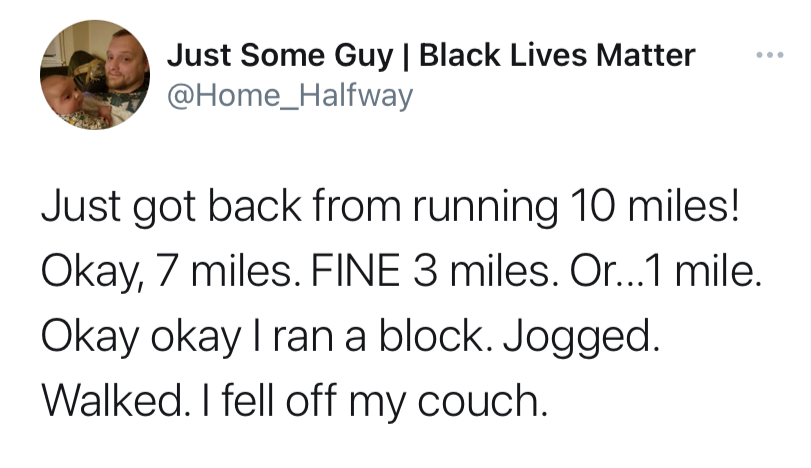 Just Some Guy | Black Lives Matter
@Home_Halfway
Just got back from running 10 miles!
Okay, 7 miles. FINE 3 miles. Or...1 mile.
Okay okay I ran a block. Jogged.
Walked. I fell off my couch.